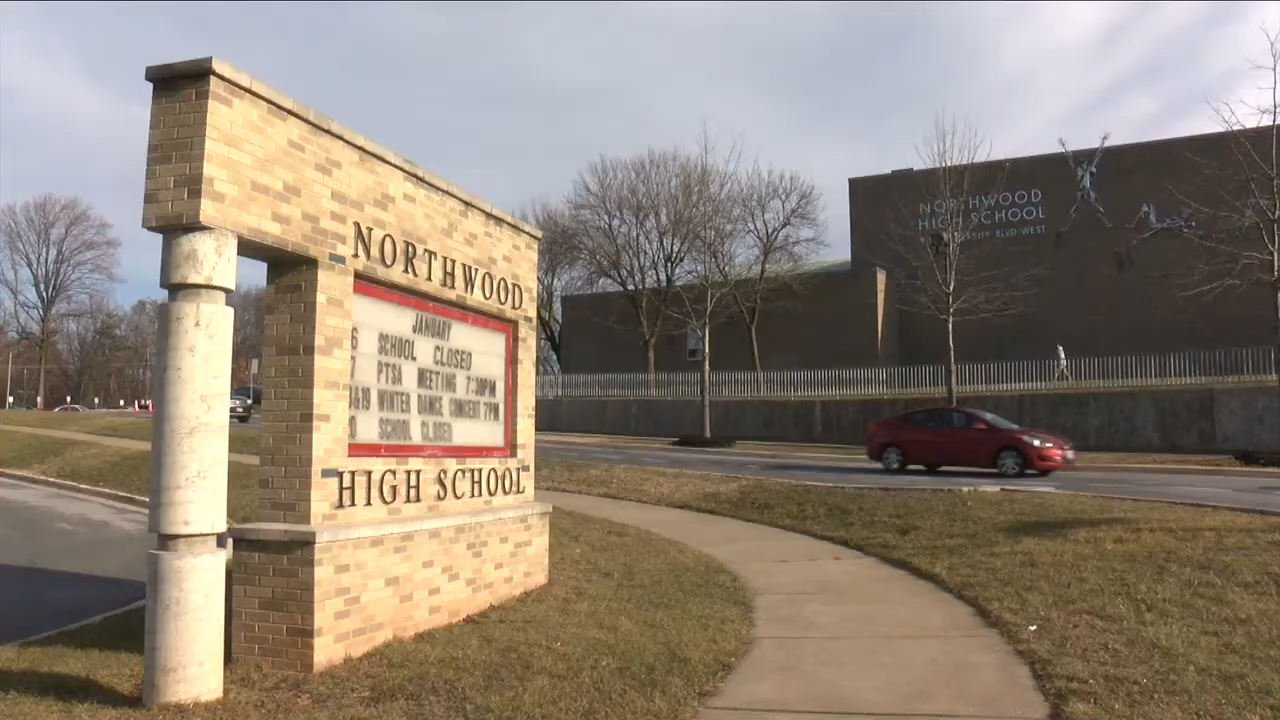 NORTHWOOD
JANUARY
6 SCHOOL CLOSED
7 PTSA MEETING 7:30PM
&19 WINTER DANCE CONCERT 7PM
0 SCHOOL CLOSED
HIGH SCHOOL
NORTHWOOD
HIGH SCHOOL
BLVD WEST